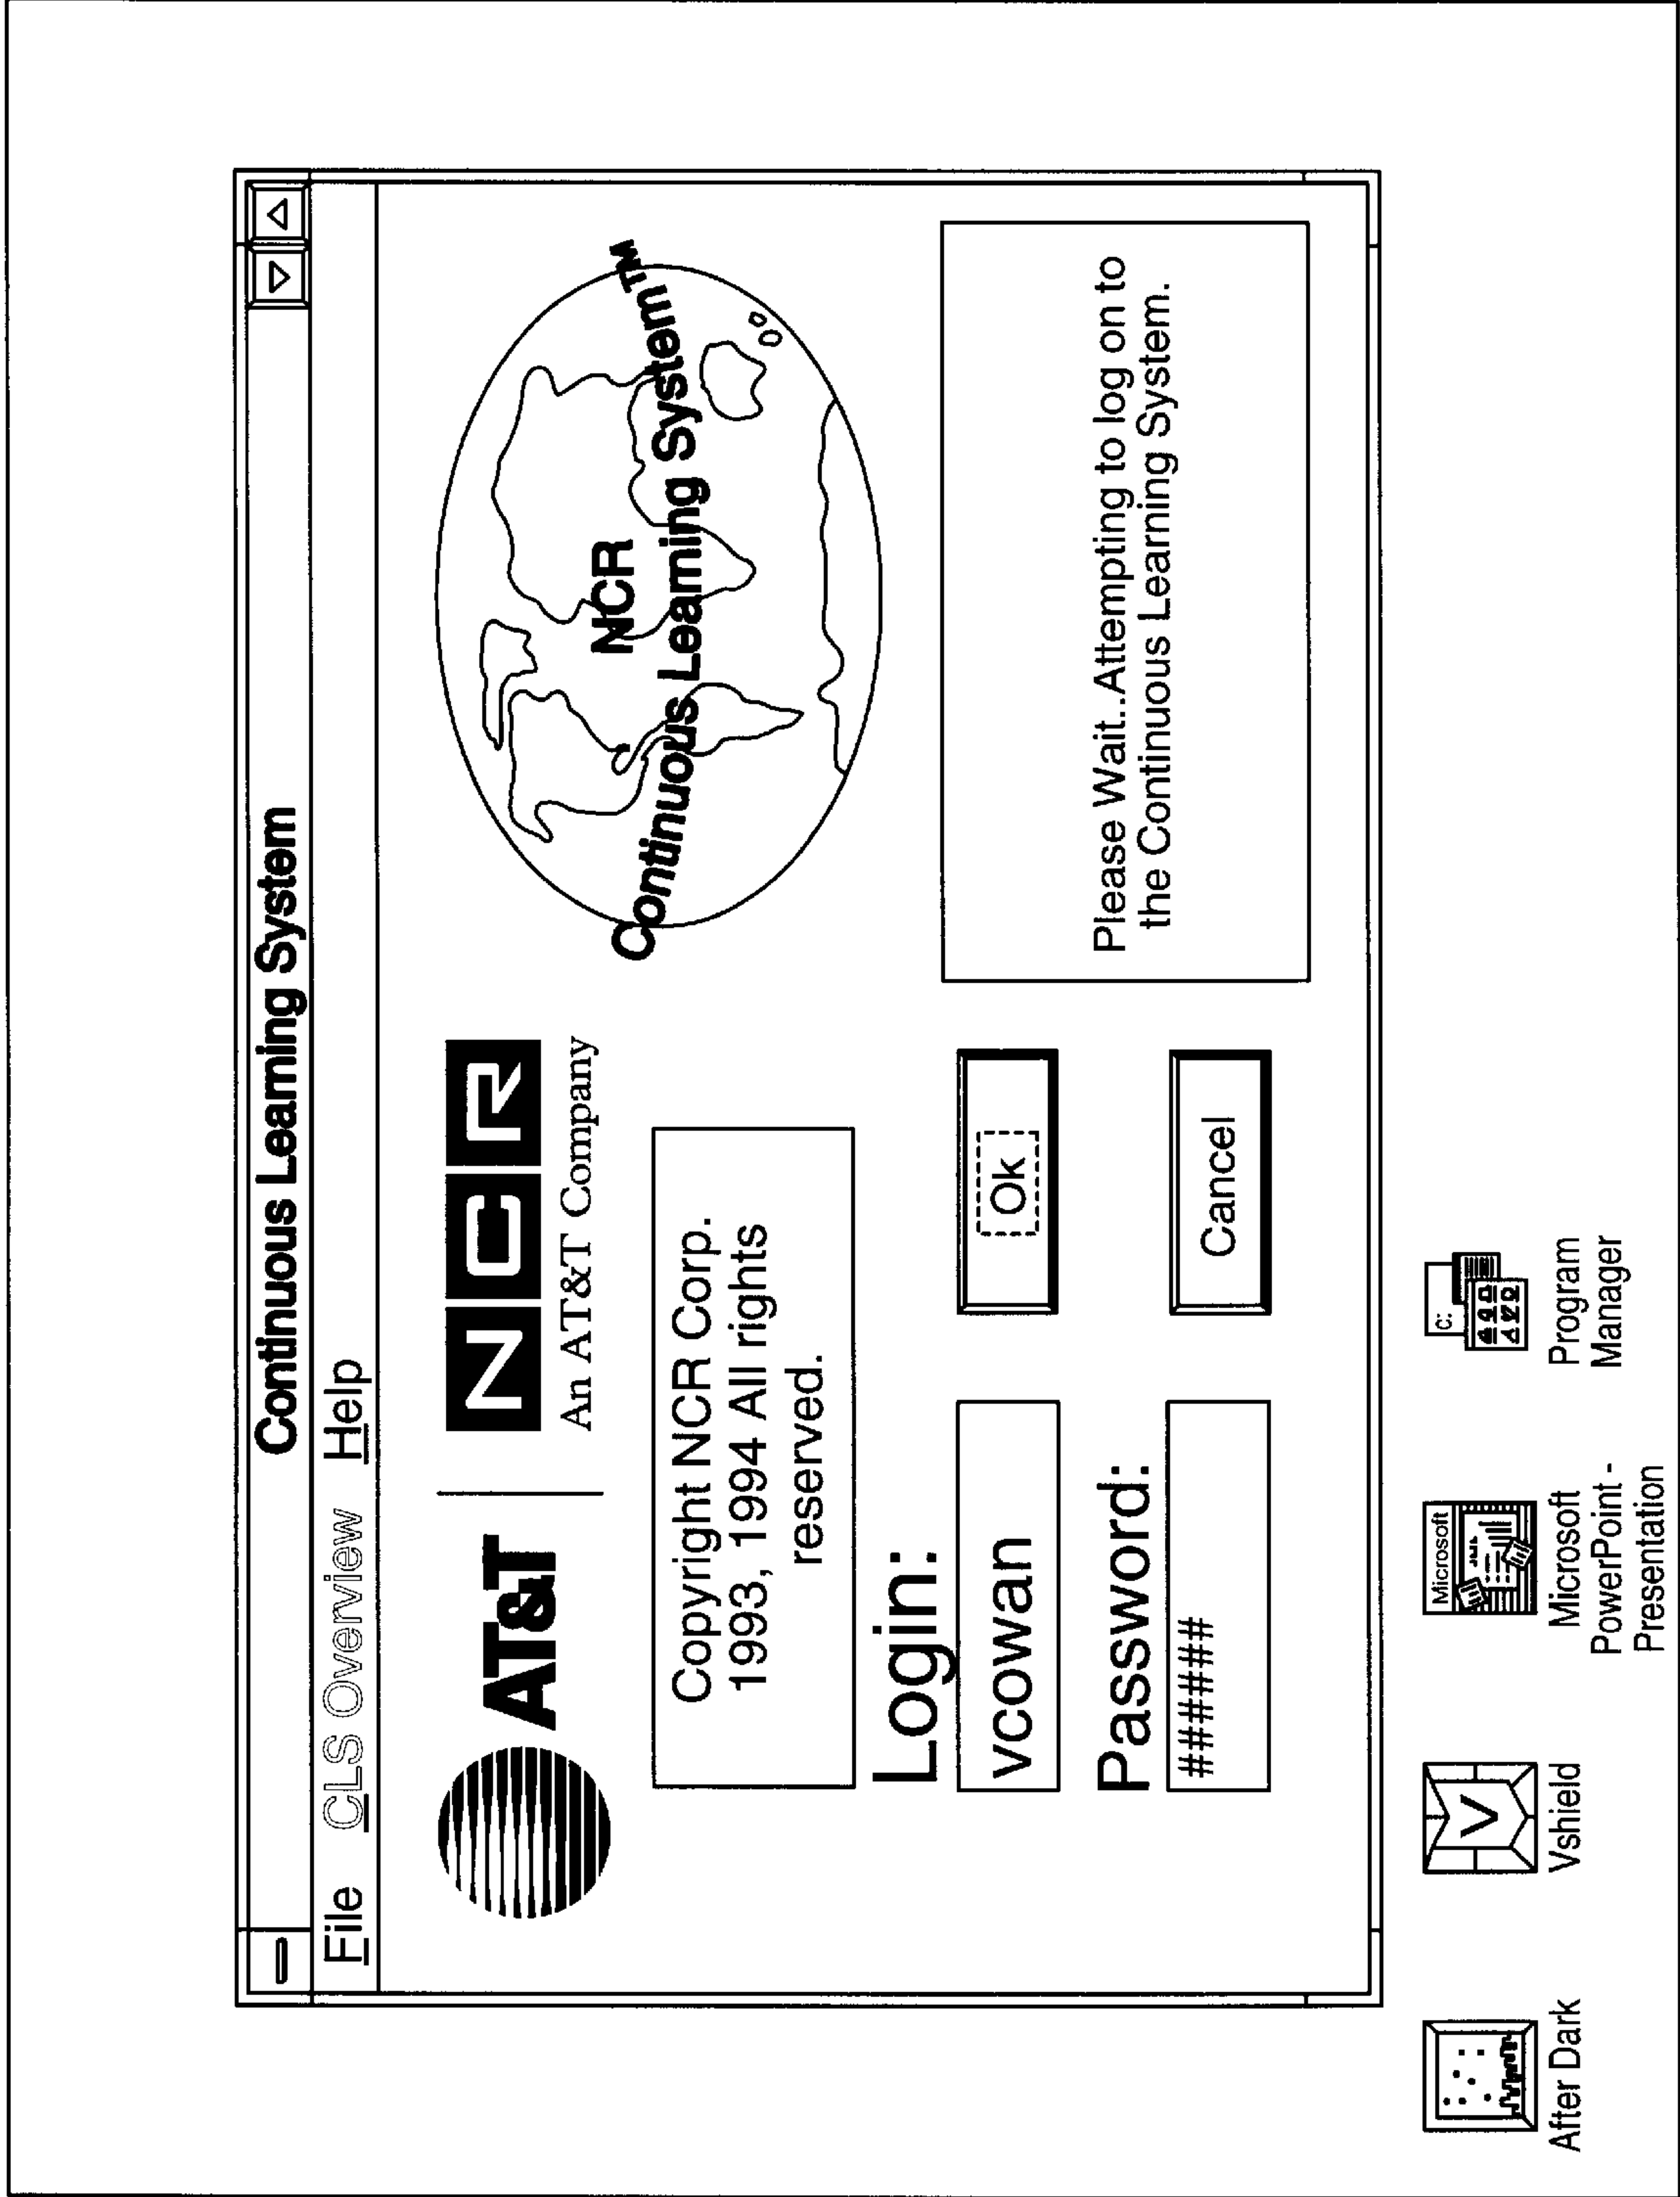 Continuous Learning System
File CLS Overview Help
AT&T
NCR
An AT&T Company
NCR
Continuous Learning System™
Copyright NCR Corp.
1993, 1994 All rights
reserved.
Login:
vcowan
Ok
Password:
######
Cancel
Please Wait..Attempting to log on to
the Continuous Learning System.
After Dark
V
Vshield
Microsoft
Microsoft
PowerPoint -
Presentation
C:
Program
Manager